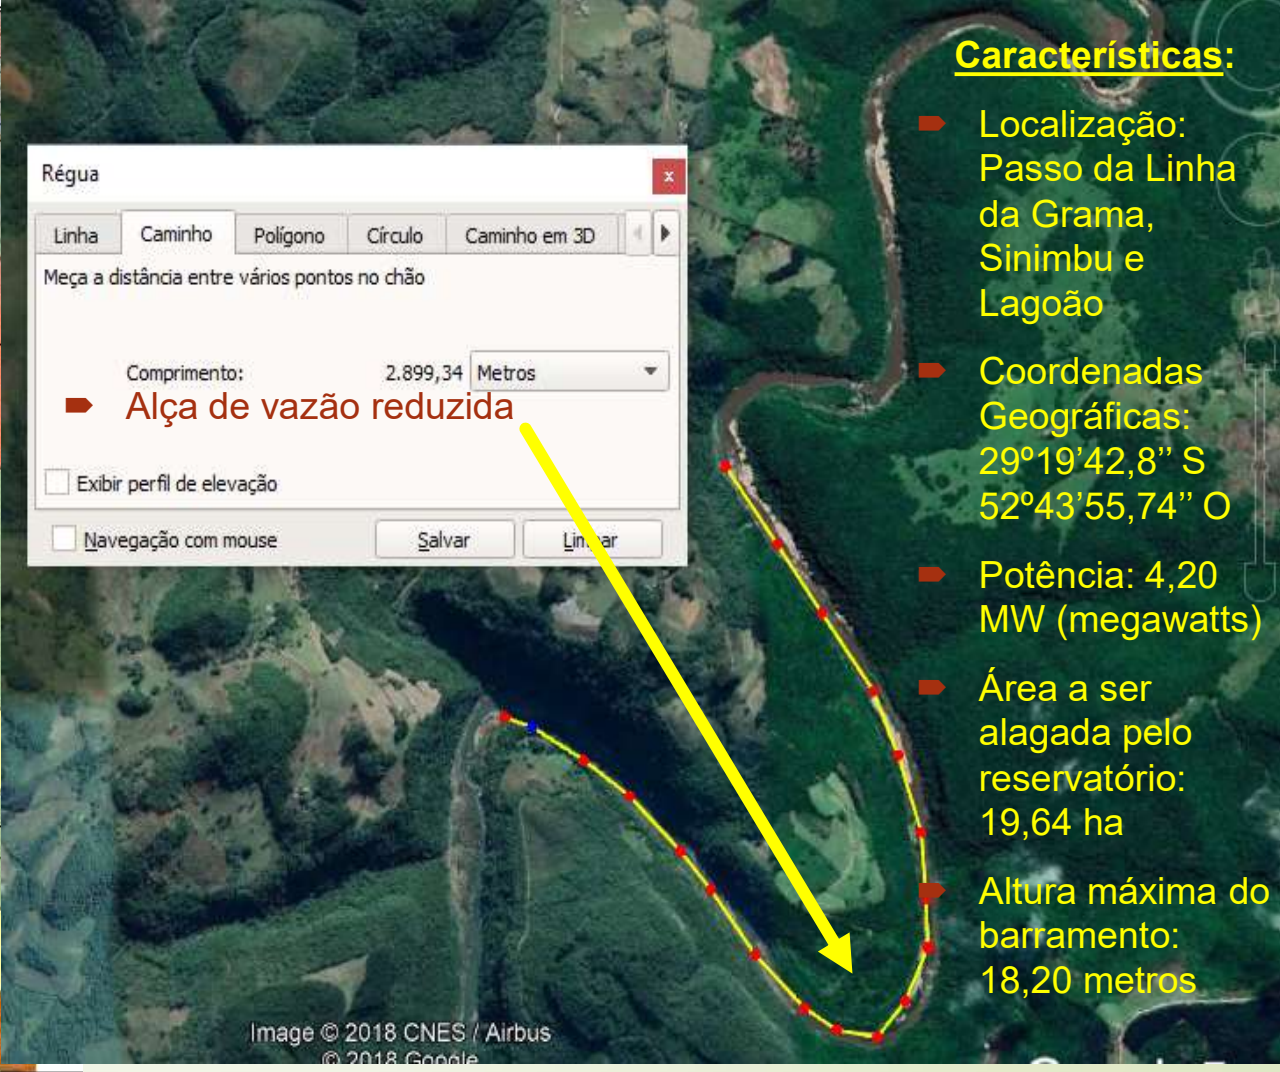 Características:
Localização:
Passo da Linha
da Grama,
Sinimbu e
Lagoão
Coordenadas
Geográficas:
29º19’42,8’’ S
52º43’55,74’’ O
Potência: 4,20
MW (megawatts)
Área a ser
alagada pelo
reservatório:
19,64 ha
Altura máxima do
barramento:
18,20 metros
Régua
x
Linha Caminho Polígono Círculo Caminho em 3D
Meça a distância entre vários pontos no chão
Comprimento: 2.899,34 Metros
Alça de vazão reduzida
Exibir perfil de elevação
Navegação com mouse Salvar Limpar
Image © 2018 CNES / Airbus
© 2018 Google